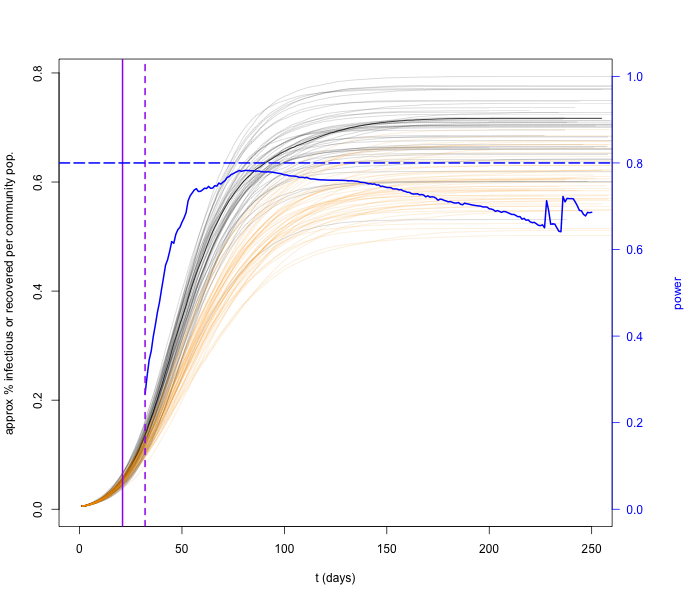 approx % infectious or recovered per community pop.
0.8
0.6
0.4
0.2
0.0
1.0
0.8
0.6
0.4
0.2
0.0
power
0 50 100 150 200 250
t (days)